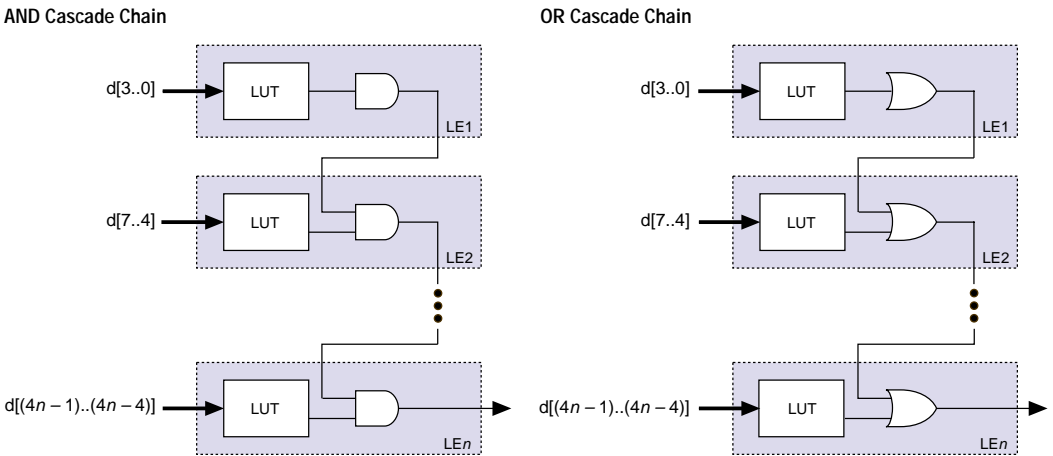 AND Cascade Chain
d[3..0]
LUT
LE1
d[7..4]
LUT
LE2
d[(4n – 1)..(4n – 4)]
LUT
LEn
OR Cascade Chain
d[3..0]
LUT
LE1
d[7..4]
LUT
LE2
d[(4n – 1)..(4n – 4)]
LUT
LEn